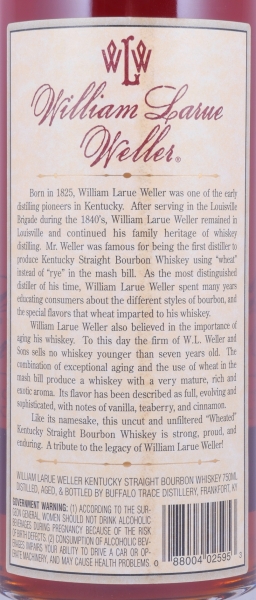 WLW
William Larue
Weller®
Born in 1825, William Larue Weller was one of the early
distilling pioneers in Kentucky. After serving in the Louisville
Brigade during the 1840's, William Larue Weller remained in
Louisville and continued his family heritage of whiskey
distilling. Mr. Weller was famous for being the first distiller to
produce Kentucky Straight Bourbon Whiskey using "wheat"
instead of "rye" in the mash bill. As the most distinguished
distiller of his time, William Larue Weller spent many years
educating consumers about the different styles of bourbon, and
the special flavors that wheat imparted to his whiskey.
William Larue Weller also believed in the importance of
aging his whiskey. To this day the firm of W.L. Weller and
Sons sells no whiskey younger than seven years old. The
combination of exceptional aging and the use of wheat in the
mash bill produce a whiskey with a very mature, rich and
exotic aroma. Its flavor has been described as full, evolving and
sophisticated, with notes of vanilla, teaberry, and cinnamon.
Like its namesake, this uncut and unfiltered "Wheated"
Kentucky Straight Bourbon Whiskey is strong, proud, and
enduring. A tribute to the legacy of William Larue Weller!
WILLIAM LARUE WELLER KENTUCKY STRAIGHT BOURBON WHISKEY 750ML
DISTILLED, AGED, & BOTTLED BY BUFFALO TRACE DISTILLERY, FRANKFORT, KY
GOVERNMENT WARNING: (1) ACCORDING TO THE SUR-
GEON GENERAL, WOMEN SHOULD NOT DRINK ALCOHOLIC
BEVERAGES DURING PREGNANCY BECAUSE OF THE RISK
OF BIRTH DEFECTS. (2) CONSUMPTION OF ALCOHOLIC BEV-
ERAGES IMPAIRS YOUR ABILITY TO DRIVE A CAR OR OP-
ERATE MACHINERY, AND MAY CAUSE HEALTH PROBLEMS.
0 88004 02595 3